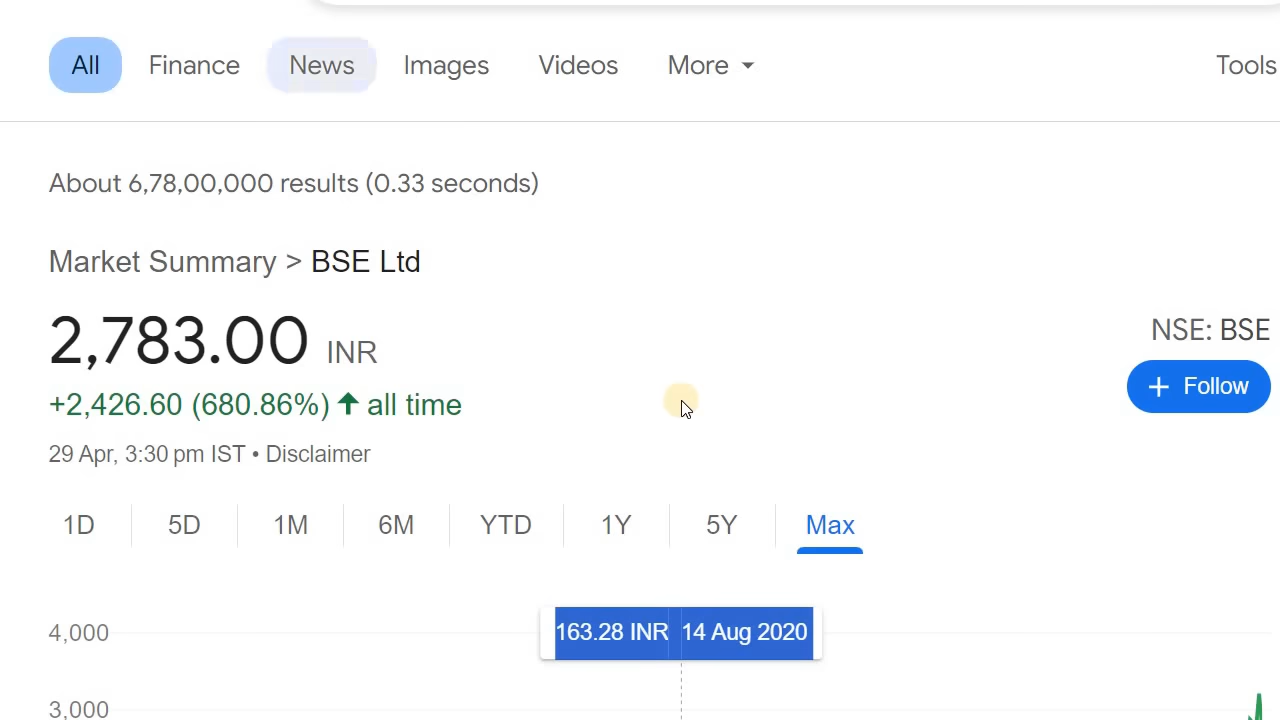 All Finance News Images Videos More Tools
About 6,78,00,000 results (0.33 seconds)
Market Summary > BSE Ltd
2,783.00 INR
NSE: BSE
+2,426.60 (680.86%) ↑ all time
+ Follow
29 Apr, 3:30 pm IST • Disclaimer
1D 5D 1M 6M YTD 1Y 5Y Max
4,000
163.28 INR 14 Aug 2020
3,000